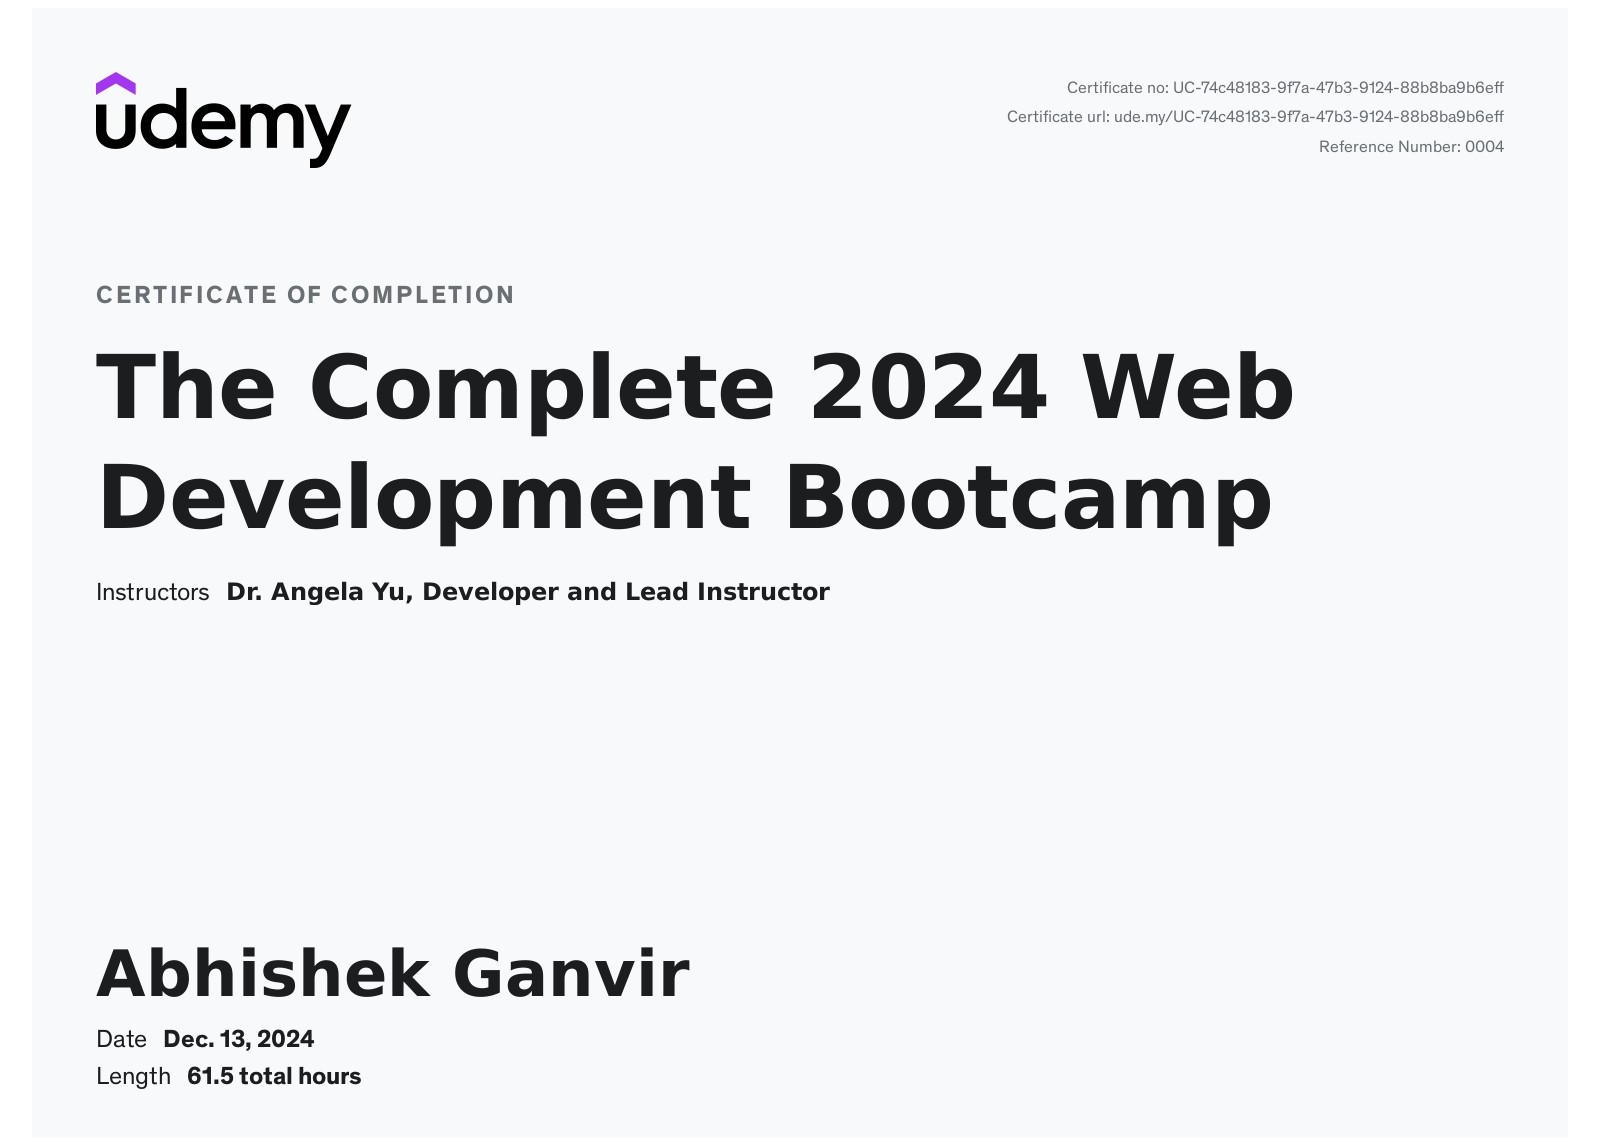 udemy
Certificate no: UC-74c48183-9f7a-47b3-9124-88b8ba9b6eff
Certificate url: ude.my/UC-74c48183-9f7a-47b3-9124-88b8ba9b6eff
Reference Number: 0004
CERTIFICATE OF COMPLETION
The Complete 2024 Web
Development Bootcamp
Instructors Dr. Angela Yu, Developer and Lead Instructor
Abhishek Ganvir
Date Dec. 13, 2024
Length 61.5 total hours